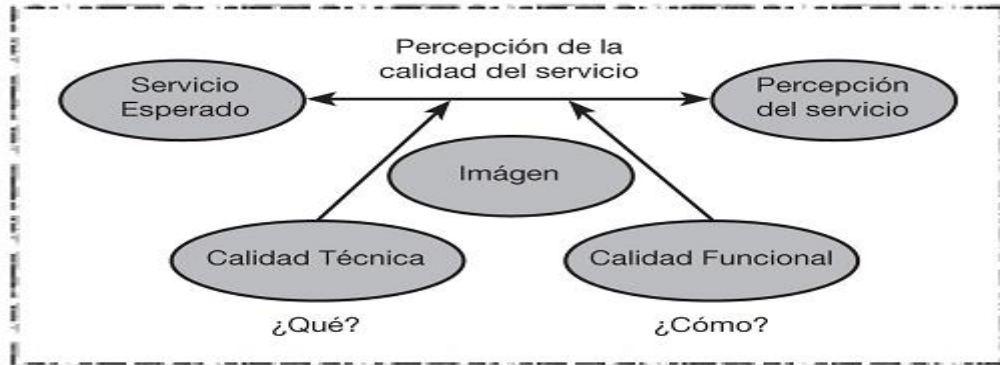 Percepción de la
calidad del servicio
Servicio
Esperado
Percepción
del servicio
Imágen
Calidad Técnica
Calidad Funcional
¿Qué?
¿Cómo?